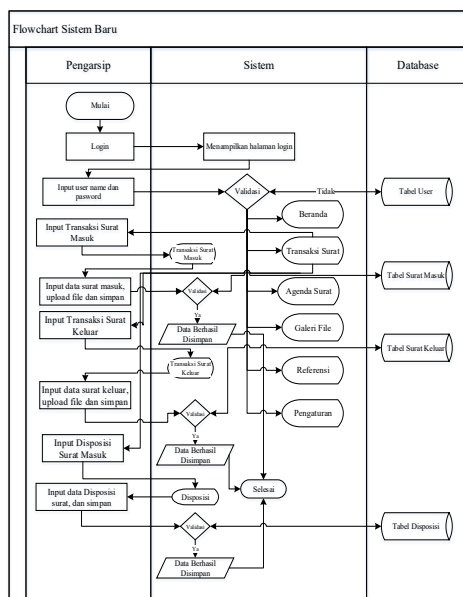 Flowchart Sistem Baru
Pengarsip
Sistem
Database
Mulai
Login
Menampilkan halaman login
Input user name dan
pasword
Validasi
Tidak
Tabel User
Beranda
Input Transaksi Surat
Masuk
Transaksi Surat
Masuk
Transaksi Surat
Input data surat masuk,
upload file dan simpan
Validasi
Agenda Surat
Tabel Surat Masuk
Ya
Input Transaksi Surat
Keluar
Data Berhasil
Disimpan
Galeri File
Tabel Surat Keluar
Transaksi Surat
Keluar
Referensi
Input data surat keluar,
upload file dan simpan
Validasi
Pengaturan
Ya
Input Disposisi
Surat Masuk
Data Berhasil
Disimpan
Input data Disposisi
surat, dan simpan
Disposisi
Selesai
Validasi
Tabel Disposisi
Ya
Data Berhasil
Disimpan